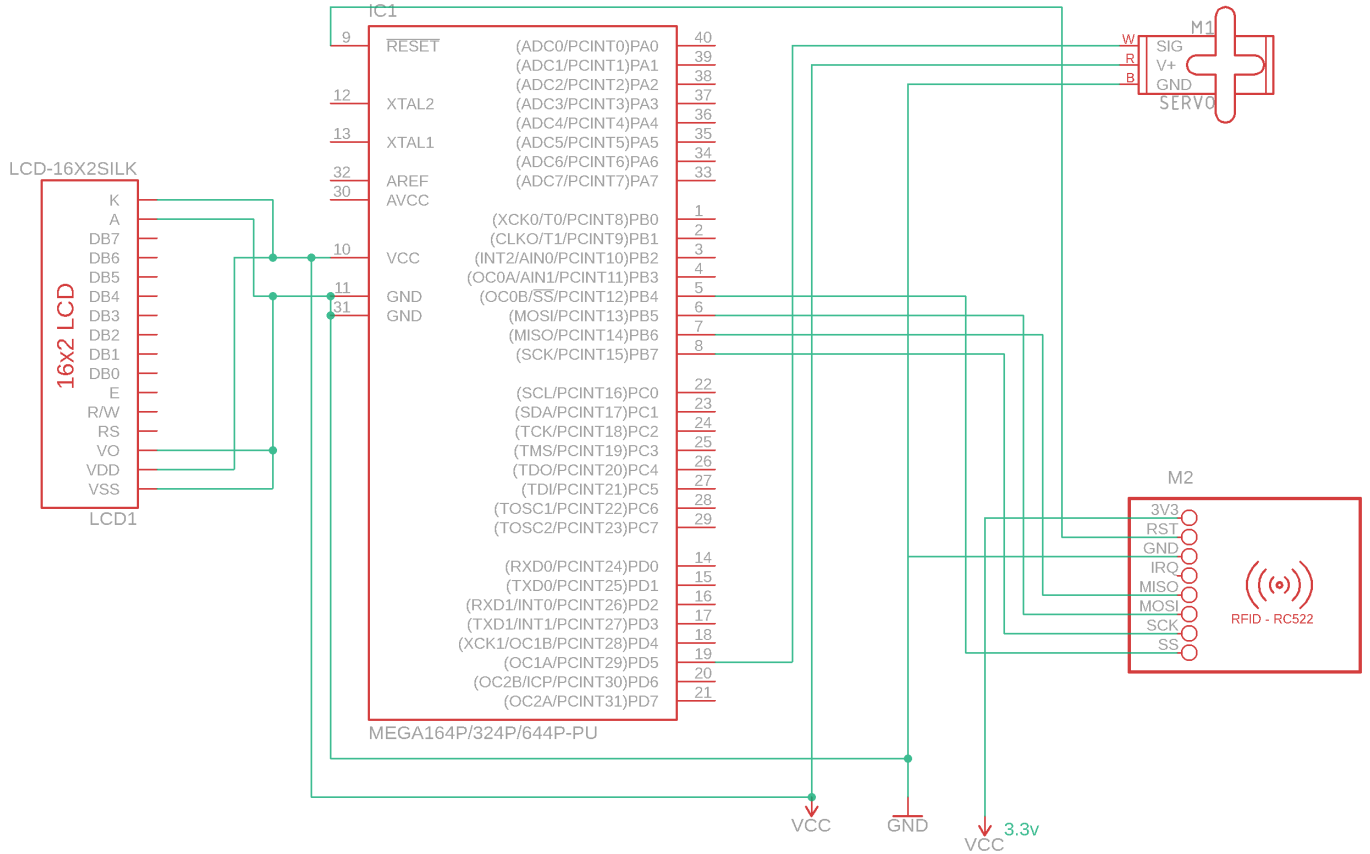 IC1
9
RESET
12
XTAL2
13
XTAL1
32
AREF
30
AVCC
10
VCC
11
GND
31
GND
(ADC0/PCINT0)PA0
40
(ADC1/PCINT1)PA1
39
(ADC2/PCINT2)PA2
38
(ADC3/PCINT3)PA3
37
(ADC4/PCINT4)PA4
36
(ADC5/PCINT5)PA5
35
(ADC6/PCINT6)PA6
34
(ADC7/PCINT7)PA7
33
(XCK0/T0/PCINT8)PB0
1
(CLKO/T1/PCINT9)PB1
2
(INT2/AIN0/PCINT10)PB2
3
(OC0A/AIN1/PCINT11)PB3
4
(OC0B/SS/PCINT12)PB4
5
(MOSI/PCINT13)PB5
6
(MISO/PCINT14)PB6
7
(SCK/PCINT15)PB7
8
(SCL/PCINT16)PC0
22
(SDA/PCINT17)PC1
23
(TCK/PCINT18)PC2
24
(TMS/PCINT19)PC3
25
(TDO/PCINT20)PC4
26
(TDI/PCINT21)PC5
27
(TOSC1/PCINT22)PC6
28
(TOSC2/PCINT23)PC7
29
(RXD0/PCINT24)PD0
14
(TXD0/PCINT25)PD1
15
(RXD1/INT0/PCINT26)PD2
16
(TXD1/INT1/PCINT27)PD3
17
(XCK1/OC1B/PCINT28)PD4
18
(OC1A/PCINT29)PD5
19
(OC2B/ICP/PCINT30)PD6
20
(OC2A/PCINT31)PD7
21
MEGA164P/324P/644P-PU
LCD-16X2SILK
16x2 LCD
K
A
DB7
DB6
DB5
DB4
DB3
DB2
DB1
DB0
E
R/W
RS
VO
VDD
VSS
LCD1
M1
W SIG
R V+
B GND
SERVO
M2
3V3
RST
GND
IRQ
MISO
MOSI
SCK
SS
RFID - RC522
VCC
GND
VCC 3.3v